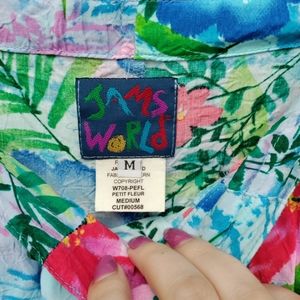 JAMS
WORLD
M
COPYRIGHT
W708-PEFL
PETIT FLEUR
MEDIUM
CUT#00568